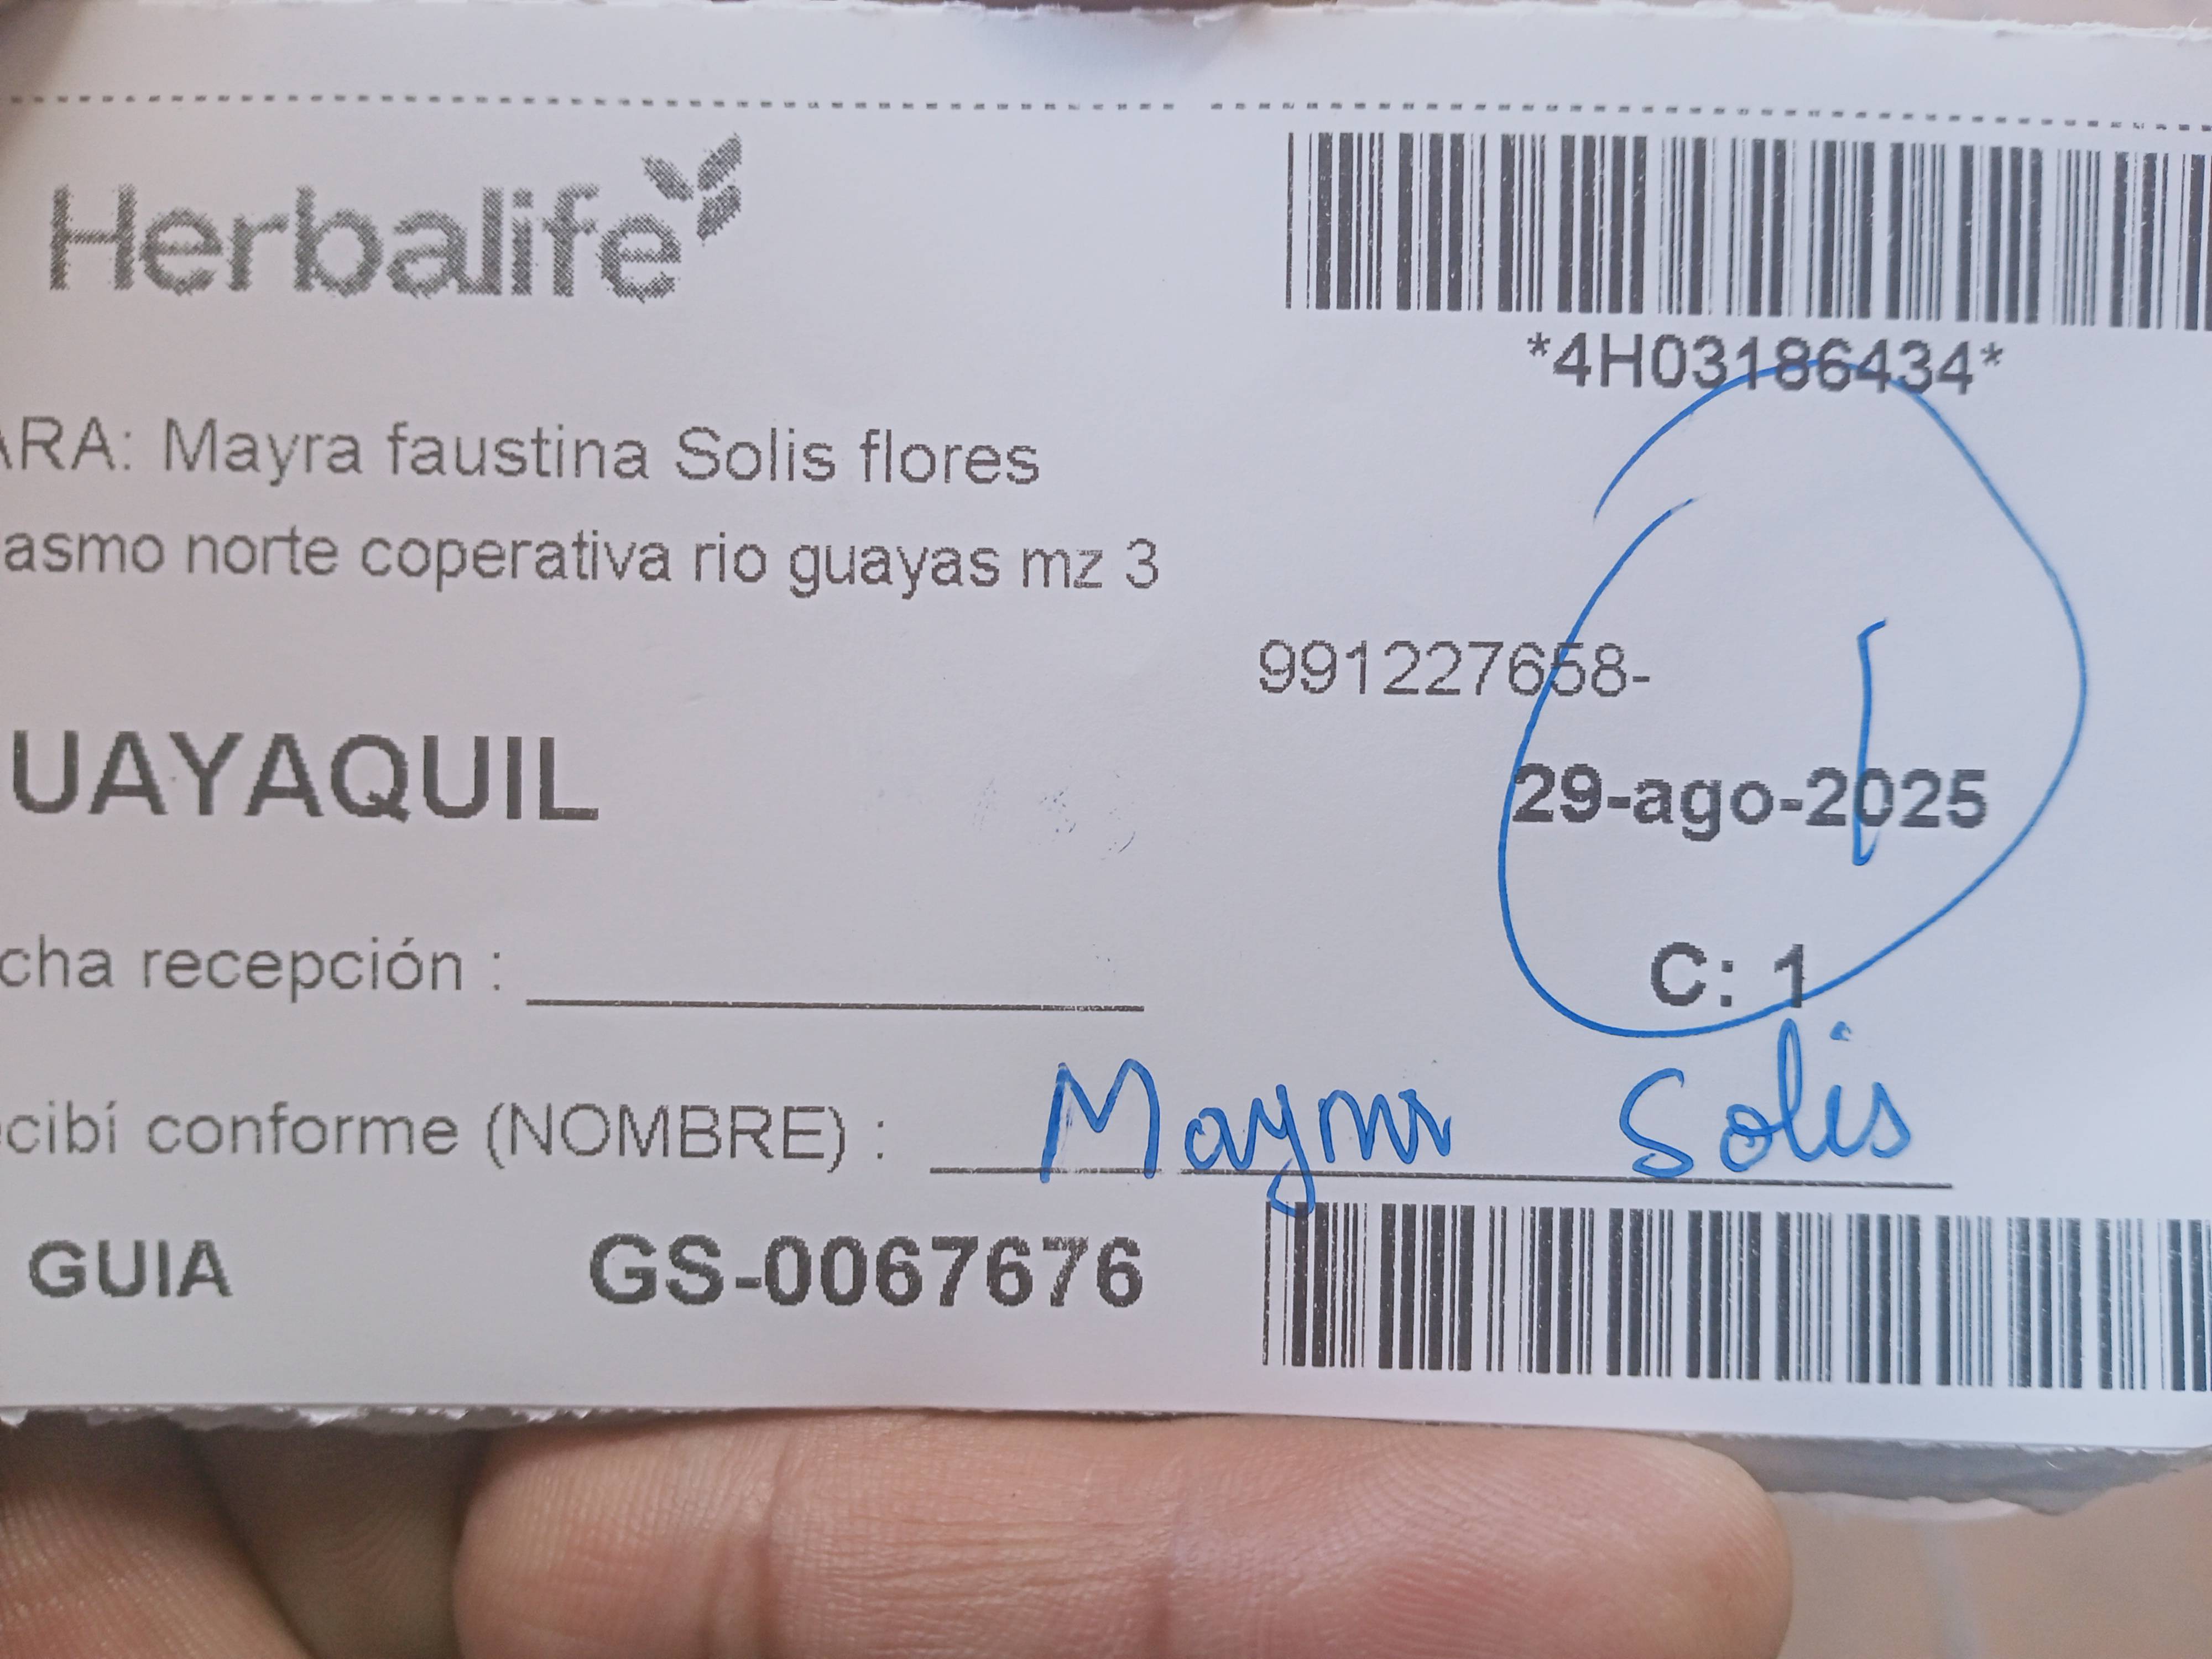 Herbalife
*4H03186434*
ARA: Mayra faustina Solis flores
asmo norte coperativa rio guayas mz 3
991227658-
UAYAQUIL
29-ago-2025
cha recepción :
C: 1
cibí conforme (NOMBRE) : Mayra Solis
GUIA GS-0067676